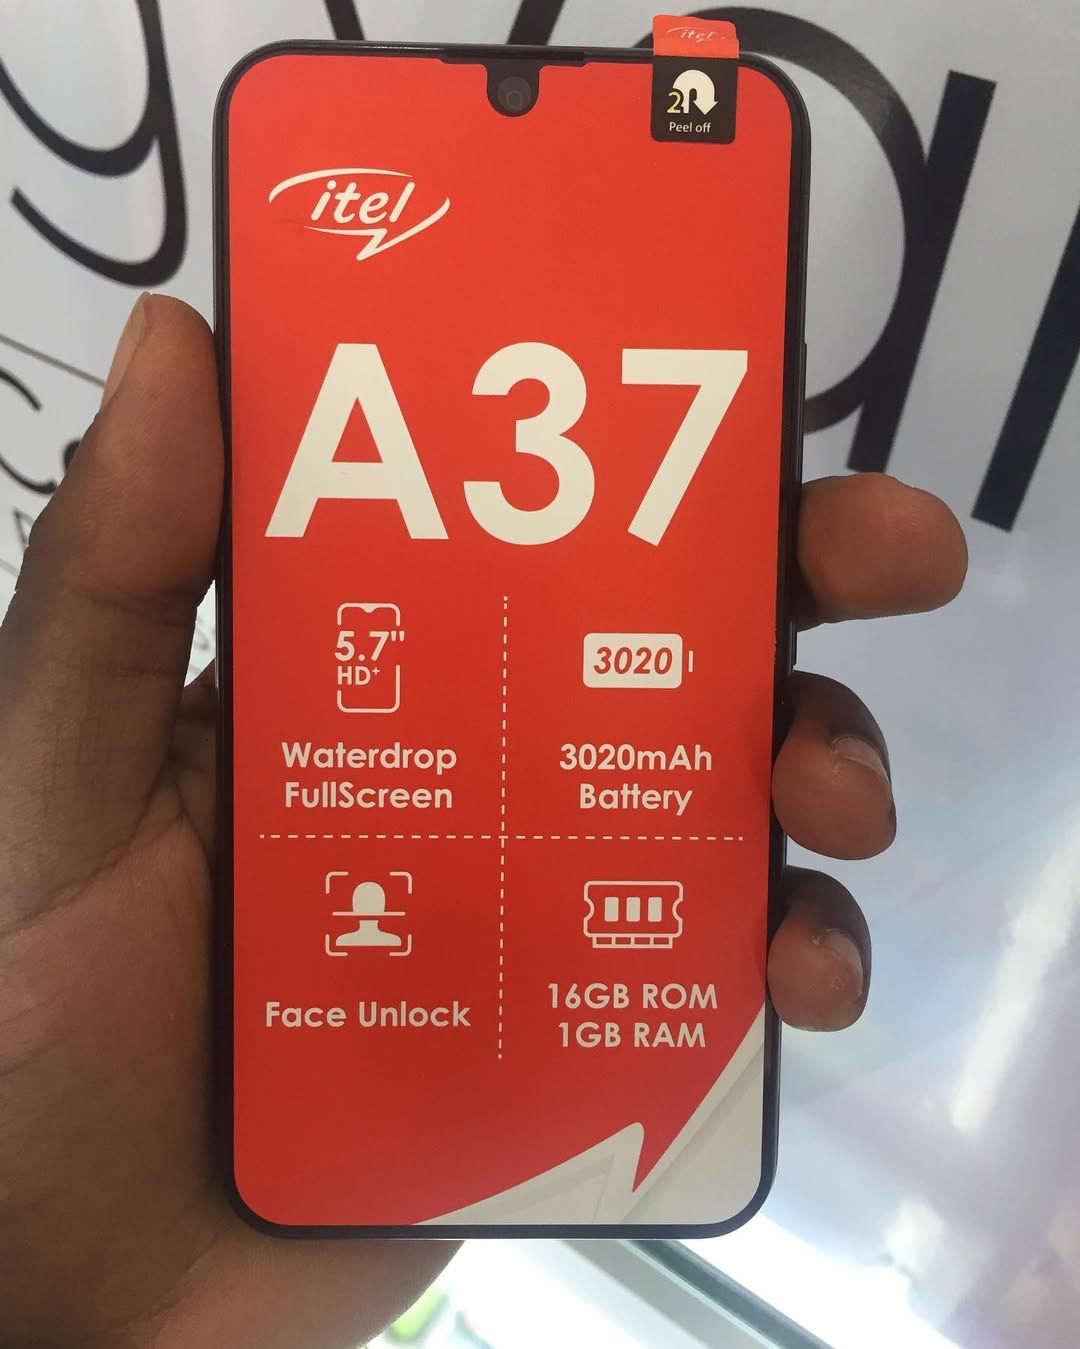 itel
2
Peel off
itel
A37
5.7"
HD+
3020
Waterdrop
FullScreen
3020mAh
Battery
Face Unlock
16GB ROM
1GB RAM